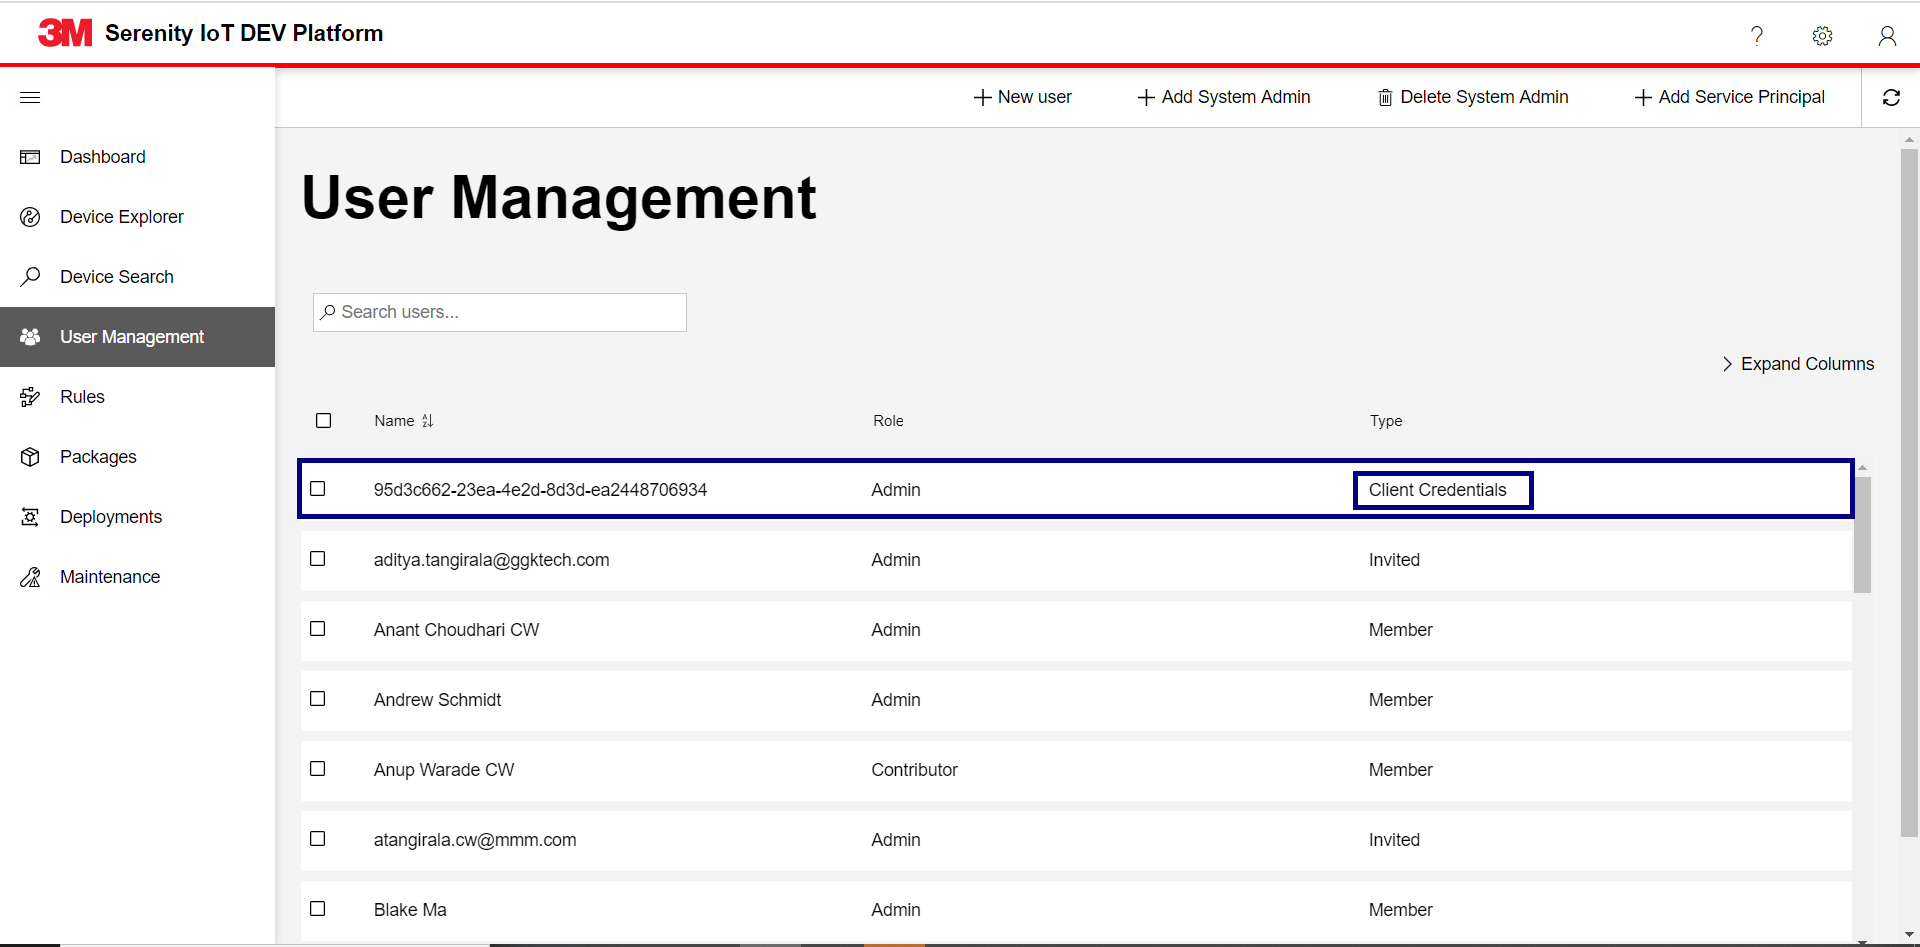 3M Serenity IoT DEV Platform
New user Add System Admin Delete System Admin Add Service Principal
Dashboard
Device Explorer
Device Search
User Management
Rules
Packages
Deployments
Maintenance
User Management
Search users...
Expand Columns
Name Role Type
95d3c662-23ea-4e2d-8d3d-ea2448706934 Admin Client Credentials
aditya.tangirala@ggktech.com Admin Invited
Anant Choudhari CW Admin Member
Andrew Schmidt Admin Member
Anup Warade CW Contributor Member
atangirala.cw@mmm.com Admin Invited
Blake Ma Admin Member